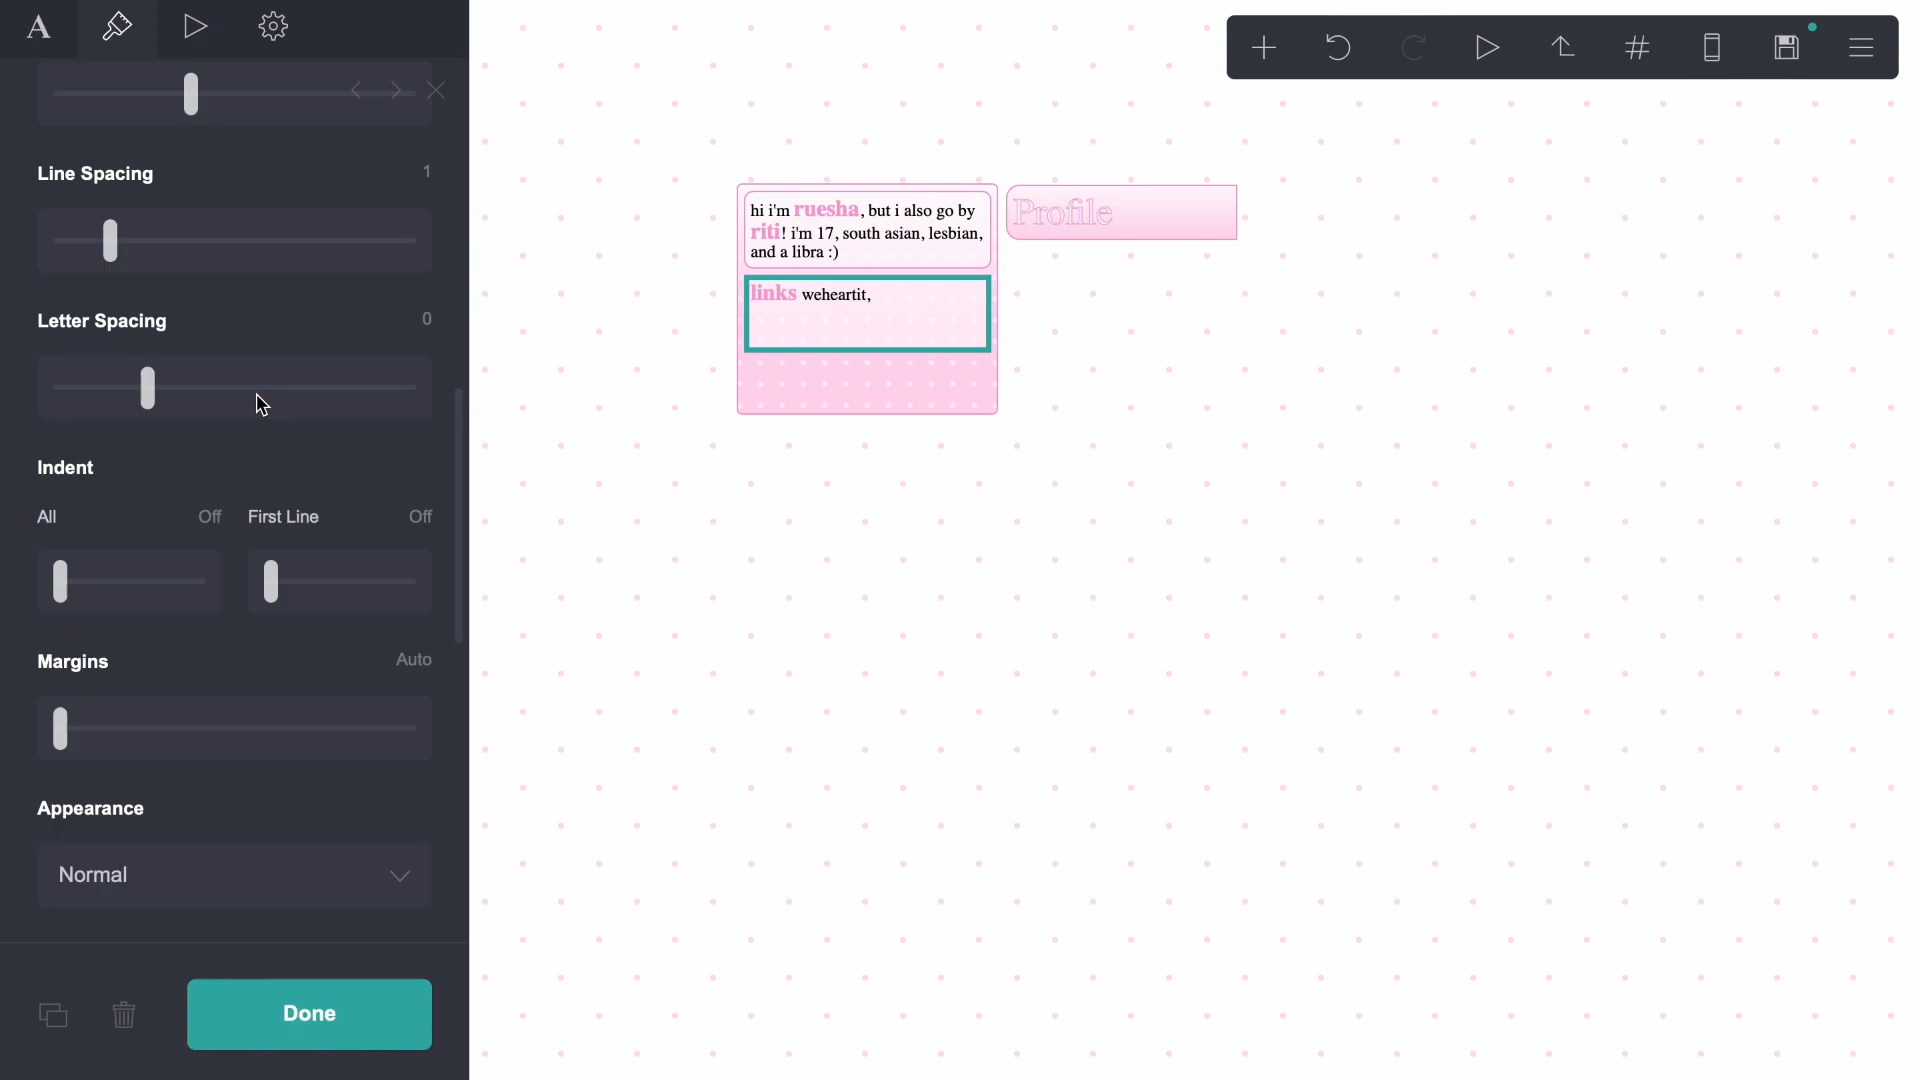 A
Line Spacing 1
Letter Spacing 0
Indent
All Off First Line Off
Margins Auto
Appearance
Normal
Done
hi i'm ruesha, but i also go by
riti! i'm 17, south asian, lesbian,
and a libra :)
links weheartit,
Profile